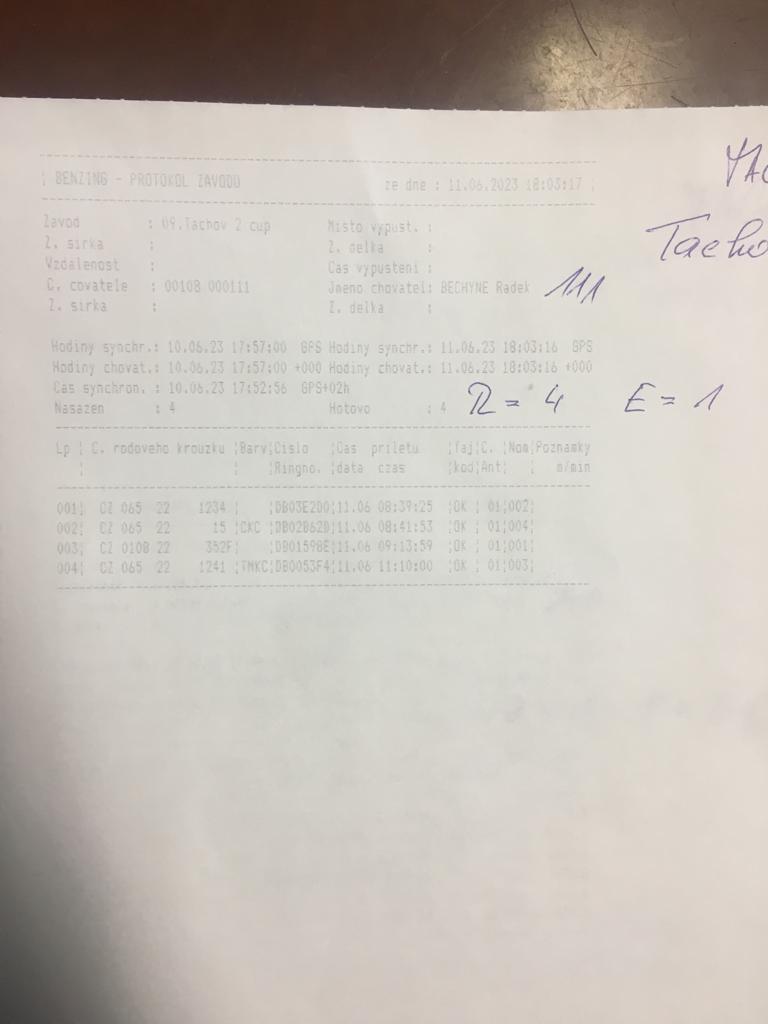 ¦ BENZING - PROTOKOL ZAVODU ze dne : 11.06.2023 18:03:17 ¦
Zavod : 09.Tachov 2 cup Misto vypust. :
Z. sirka : Z. delka :
Vzdalenost : Cas vypusteni :
C. covatele : 00108 000111 Jmeno chovatel: BECHYNE Radek 111
Z. sirka : Z. delka :
Tacho
Hodiny synchr.: 10.06.23 17:57:00 GPS Hodiny synchr.: 11.06.23 18:03:16 GPS
Hodiny chovat.: 10.06.23 17:57:00 +000 Hodiny chovat.: 11.06.23 18:03:16 +000
Cas synchron. : 10.06.23 17:52:56 GPS+02h
Nasazen : 4 Hotovo : 4 R = 4 E = 1
Lp ¦ C. rodoveho krouzku ¦Barv¦Cislo ¦Cas priletu ¦Taj¦C. ¦Nom¦Poznamky
¦ ¦ ¦Ringno.¦data czas ¦kod¦Ant¦ ¦ m/min
001¦ CZ 065 22 1234 ¦ ¦DB03E2D0¦11.06 08:39:25 ¦OK ¦ 01¦002¦
002¦ CZ 065 22 15 ¦CKC ¦DB02B62D¦11.06 08:41:53 ¦OK ¦ 01¦004¦
003¦ CZ 0108 22 352F¦ ¦DB01598E¦11.06 09:13:59 ¦OK ¦ 01¦001¦
004¦ CZ 065 22 1241 ¦TMKC¦DB0053F4¦11.06 11:10:00 ¦OK ¦ 01¦003¦